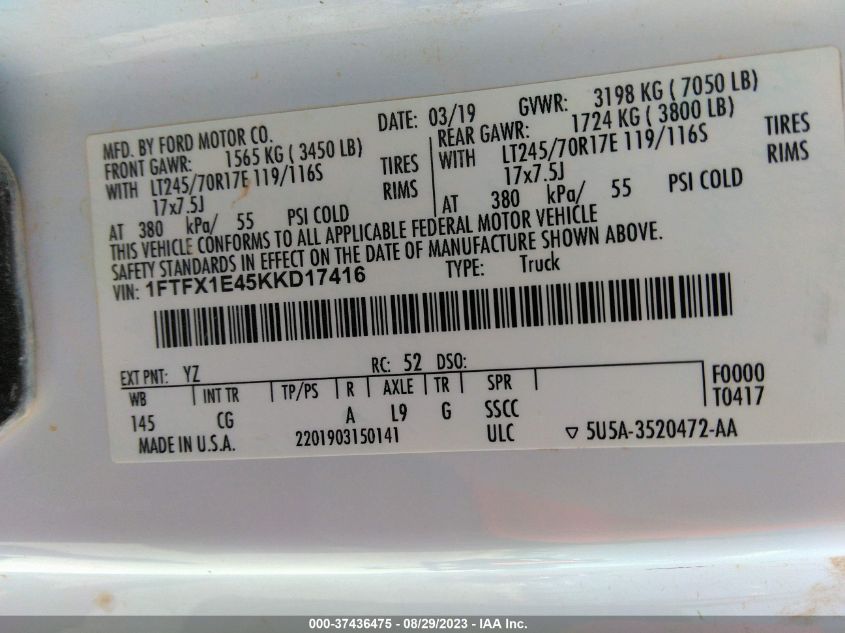 MFD. BY FORD MOTOR CO.
DATE: 03/19 GVWR: 3198 KG ( 7050 LB)
FRONT GAWR: 1565 KG ( 3450 LB)
REAR GAWR: 1724 KG ( 3800 LB)
WITH LT245/70R17E 119/116S TIRES
WITH LT245/70R17E 119/116S TIRES
17x7.5J RIMS
17x7.5J RIMS
AT 380 kPa/ 55 PSI COLD
AT 380 kPa/ 55 PSI COLD
THIS VEHICLE CONFORMS TO ALL APPLICABLE FEDERAL MOTOR VEHICLE
SAFETY STANDARDS IN EFFECT ON THE DATE OF MANUFACTURE SHOWN ABOVE.
VIN: 1FTFX1E45KKD17416 TYPE: Truck
EXT PNT: YZ RC: 52 DSO:
WB INT TR TP/PS R AXLE TR SPR F0000
145 CG A L9 G SSCC T0417
MADE IN U.S.A. 2201903150141 ULC ▽ 5U5A-3520472-AA
000-37436475 - 08/29/2023 - IAA Inc.